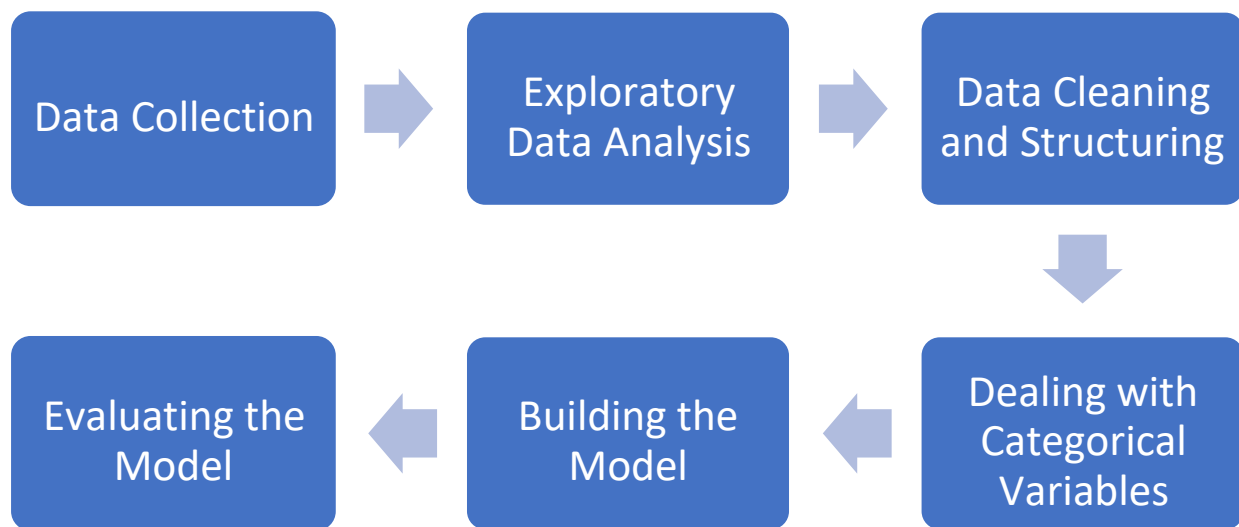 Data Collection
Exploratory
Data Analysis
Data Cleaning
and Structuring
Dealing with
Categorical
Variables
Building the
Model
Evaluating the
Model